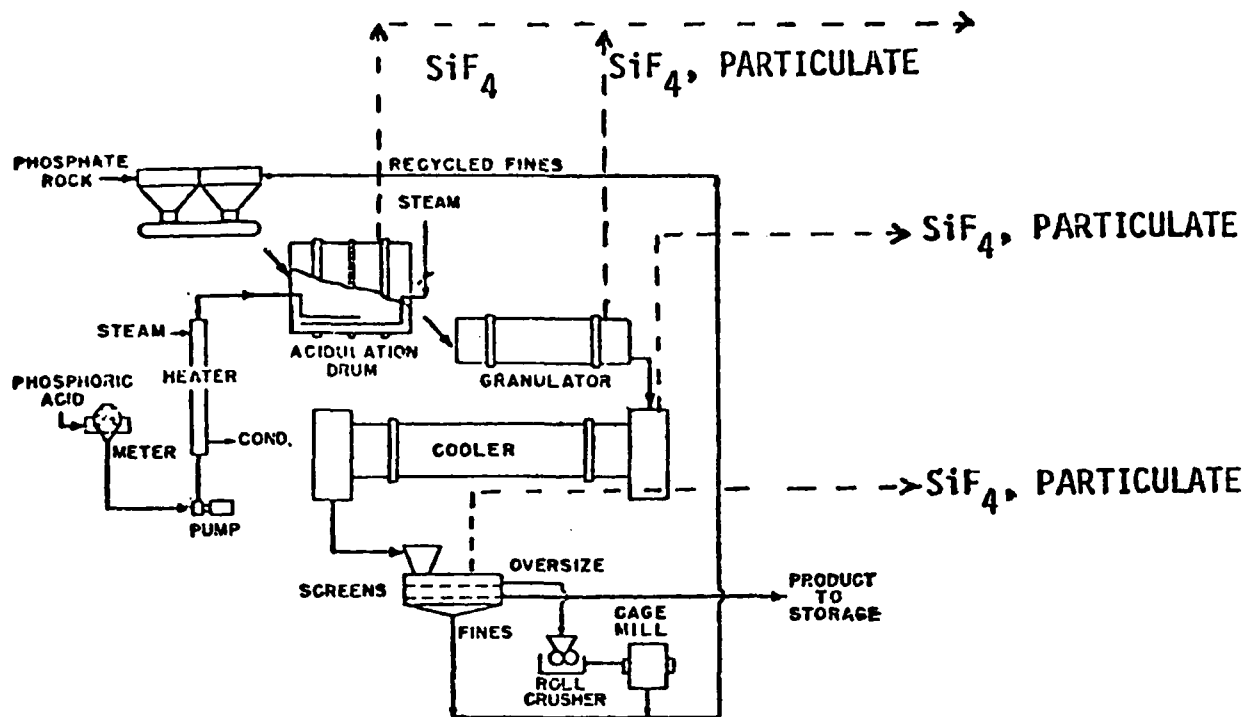 SiF4
SiF4, PARTICULATE
PHOSPHATE
ROCK
RECYCLED FINES
STEAM
SiF4, PARTICULATE
STEAM
ACIDULATION
DRUM
HEATER
GRANULATOR
PHOSPHORIC
ACID
METER
COND.
COOLER
PUMP
SiF4, PARTICULATE
SCREENS
OVERSIZE
PRODUCT
TO
STORAGE
FINES
CAGE
MILL
ROLL
CRUSHER